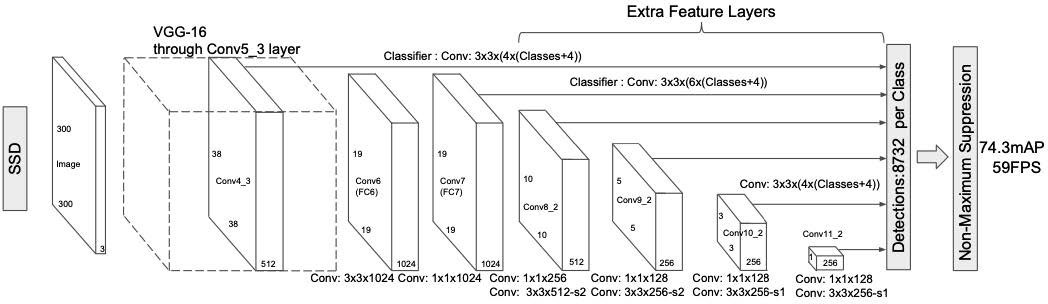 Extra Feature Layers
VGG-16
through Conv5_3 layer
Classifier : Conv: 3x3x(4x(Classes+4))
Classifier : Conv: 3x3x(6x(Classes+4))
SSD
300
Image
300
3
38
Conv4_3
38
512
19
Conv6
(FC6)
19
1024
19
Conv7
(FC7)
19
1024
10
Conv8_2
10
512
5
Conv9_2
5
256
Conv: 3x3x(4x(Classes+4))
3
Conv10_2
3
256
Conv11_2
1
256
Conv: 3x3x1024
Conv: 1x1x1024
Conv: 1x1x256
Conv: 3x3x512-s2
Conv: 1x1x128
Conv: 3x3x256-s2
Conv: 1x1x128
Conv: 3x3x256-s1
Conv: 1x1x128
Conv: 3x3x256-s1
Detections:8732 per Class
Non-Maximum Suppression
74.3mAP
59FPS